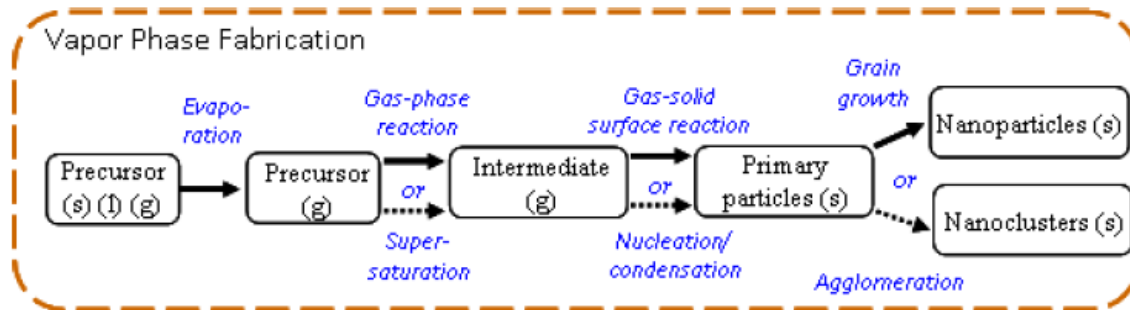 Vapor Phase Fabrication
Evapo-
ration
Gas-phase
reaction
Gas-solid
surface reaction
Grain
growth
Precursor
(s) (l) (g)
Precursor
(g)
or
Intermediate
(g)
or
Primary
particles (s)
or
Nanoparticles (s)
Nanoclusters (s)
Super-
saturation
Nucleation/
condensation
Agglomeration